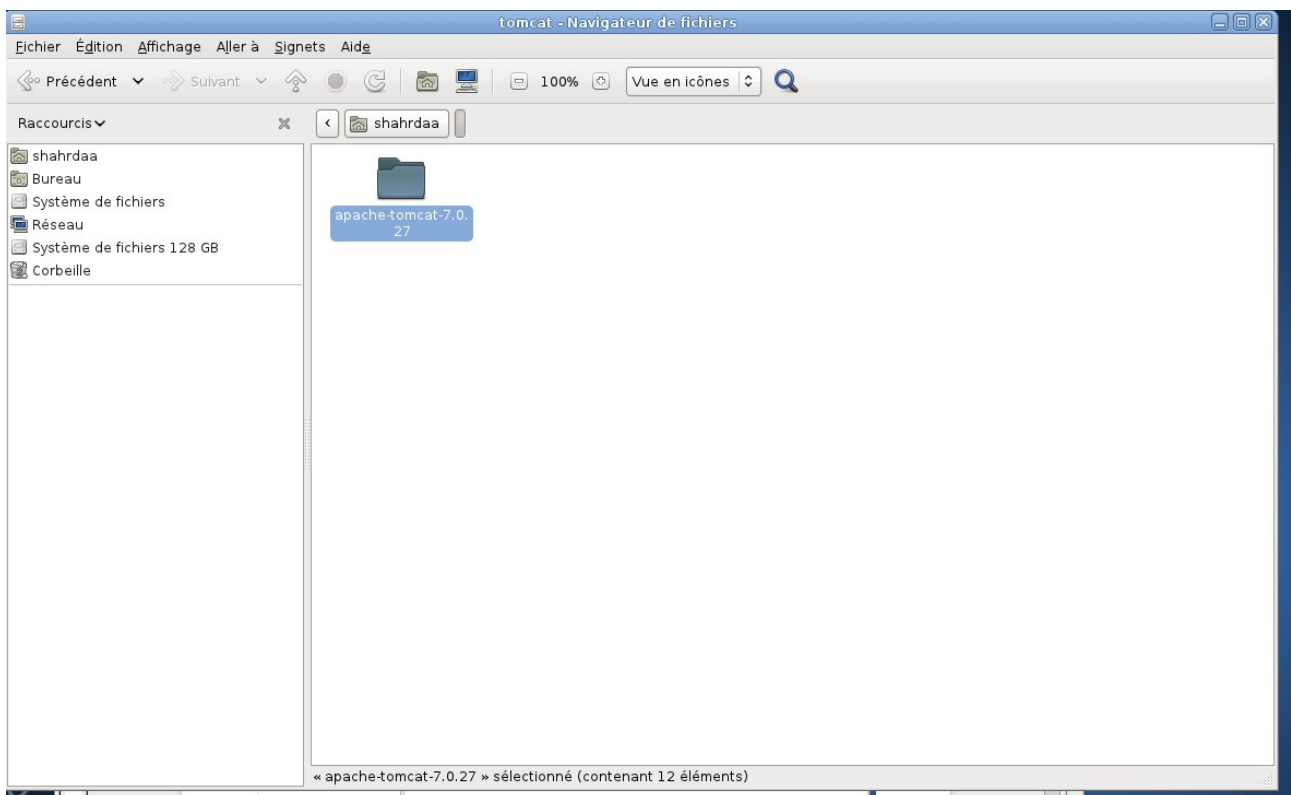 tomcat - Navigateur de fichiers
Fichier Édition Affichage Aller à Signets Aide
Précédent Suivant 100% Vue en icônes
Raccourcis shahrdaa
shahrdaa
Bureau
Système de fichiers
Réseau
Système de fichiers 128 GB
Corbeille
apache-tomcat-7.0.
27
« apache-tomcat-7.0.27 » sélectionné (contenant 12 éléments)